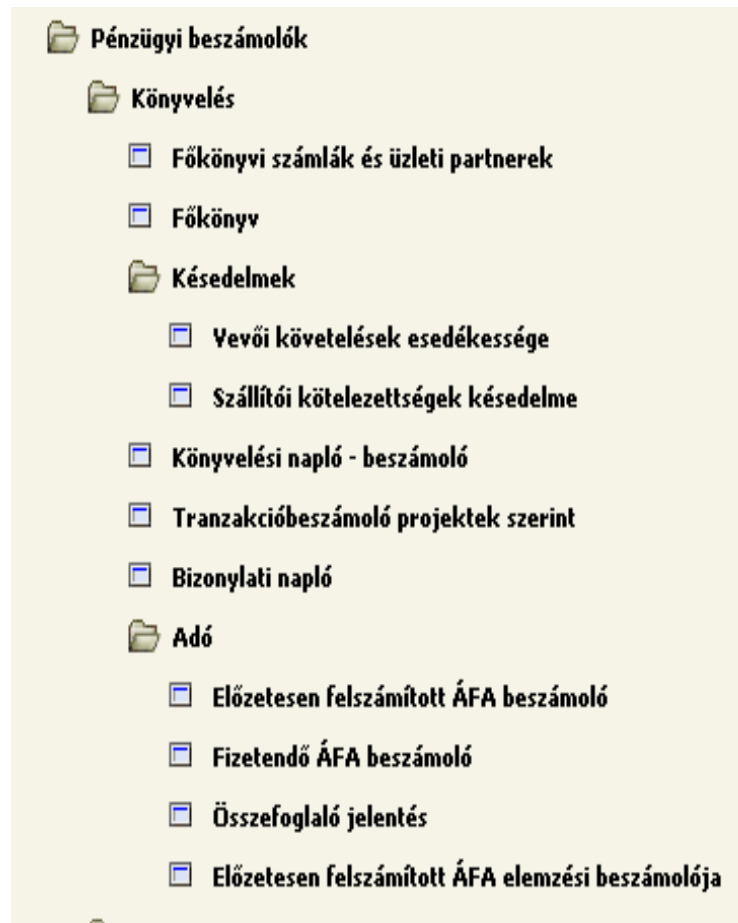 Pénzügyi beszámolók
Könyvelés
Főkönyvi számlák és üzleti partnerek
Főkönyv
Késedelmek
Vevői követelések esedékessége
Szállítói kötelezettségek késedelme
Könyvelési napló - beszámoló
Tranzakcióbeszámoló projektek szerint
Bizonylati napló
Adó
Előzetesen felszámított ÁFA beszámoló
Fizetendő ÁFA beszámoló
Összefoglaló jelentés
Előzetesen felszámított ÁFA elemzési beszámolója